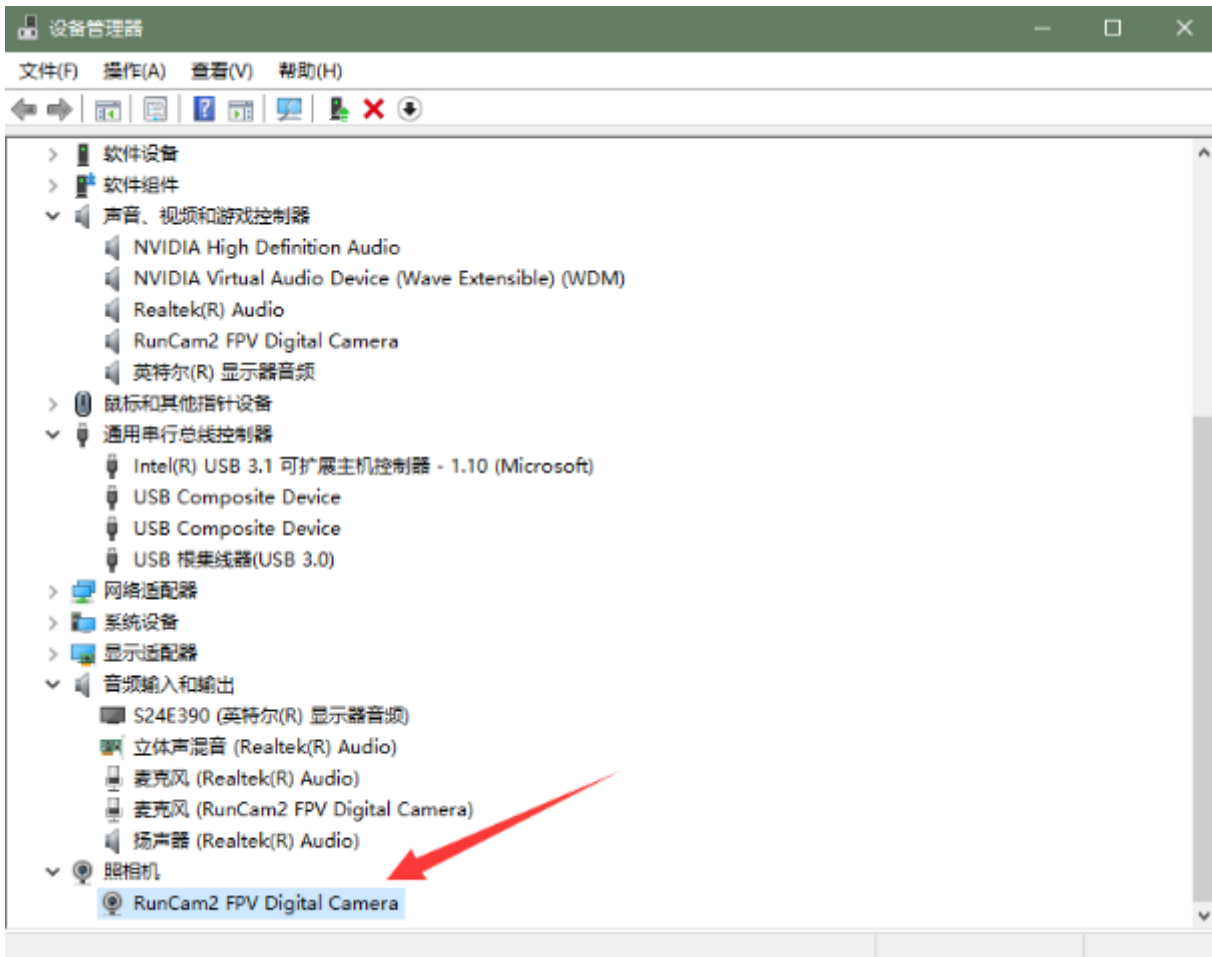 设备管理器
文件(F) 操作(A) 查看(V) 帮助(H)
软件设备
软件组件
声音、视频和游戏控制器
NVIDIA High Definition Audio
NVIDIA Virtual Audio Device (Wave Extensible) (WDM)
Realtek(R) Audio
RunCam2 FPV Digital Camera
英特尔(R) 显示器音频
鼠标和其他指针设备
通用串行总线控制器
Intel(R) USB 3.1 可扩展主机控制器 - 1.10 (Microsoft)
USB Composite Device
USB Composite Device
USB 根集线器(USB 3.0)
网络适配器
系统设备
显示适配器
音频输入和输出
S24E390 (英特尔(R) 显示器音频)
立体声混音 (Realtek(R) Audio)
麦克风 (Realtek(R) Audio)
麦克风 (RunCam2 FPV Digital Camera)
扬声器 (Realtek(R) Audio)
照相机
RunCam2 FPV Digital Camera